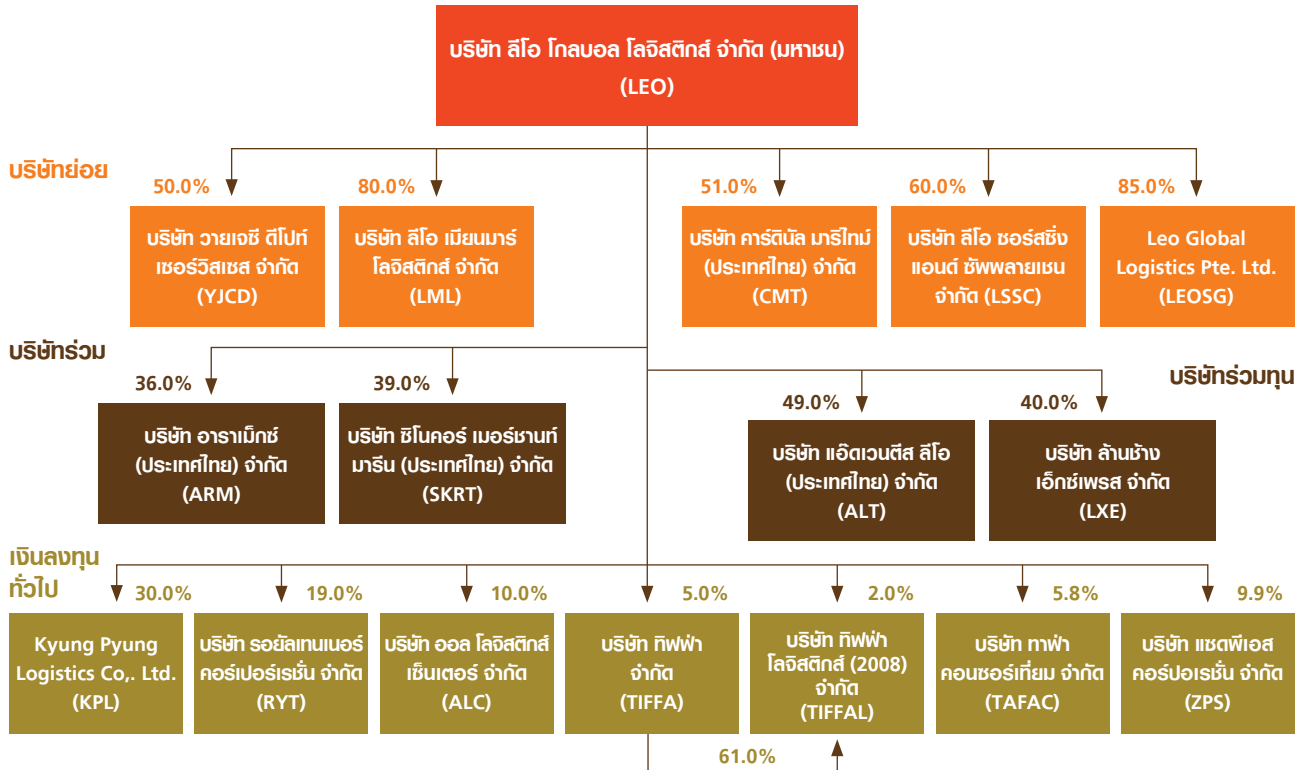 บริษัท ลีโอ โกลบอล โลจิสติกส์ จำกัด (มหาชน)
(LEO)
บริษัทย่อย
50.0%
80.0%
51.0%
60.0%
85.0%
บริษัท วายเจซี ดีโปท์
เซอร์วิสเซส จำกัด
(YJCD)
บริษัท ลีโอ เมียนมาร์
โลจิสติกส์ จำกัด
(LML)
บริษัท คาร์ดินัล มาริไทม์
(ประเทศไทย) จำกัด
(CMT)
บริษัท ลีโอ ซอร์สซิ่ง
แอนด์ ซัพพลายเชน
จำกัด (LSSC)
Leo Global
Logistics Pte. Ltd.
(LEOSG)
บริษัทร่วม
36.0%
39.0%
บริษัทร่วมทุน
49.0%
40.0%
บริษัท อาราเม็กซ์
(ประเทศไทย) จำกัด
(ARM)
บริษัท ซิโนคอร์ เมอร์ชานท์
มารีน (ประเทศไทย) จำกัด
(SKRT)
บริษัท แอ๊ดเวนตีส ลีโอ
(ประเทศไทย) จำกัด
(ALT)
บริษัท ล้านช้าง
เอ็กซ์เพรส จำกัด
(LXE)
เงินลงทุน
ทั่วไป
30.0%
19.0%
10.0%
5.0%
2.0%
5.8%
9.9%
Kyung Pyung
Logistics Co,. Ltd.
(KPL)
บริษัท รอยัลเทนเนอร์
คอร์เปอร์เรชั่น จำกัด
(RYT)
บริษัท ออล โลจิสติกส์
เซ็นเตอร์ จำกัด
(ALC)
บริษัท ทิฟฟ่า
จำกัด
(TIFFA)
บริษัท ทิฟฟ่า
โลจิสติกส์ (2008)
จำกัด
(TIFFAL)
บริษัท ทาฟ่า
คอนซอร์เที่ยม จำกัด
(TAFAC)
บริษัท แซดพีเอส
คอร์ปอเรชั่น จำกัด
(ZPS)
61.0%